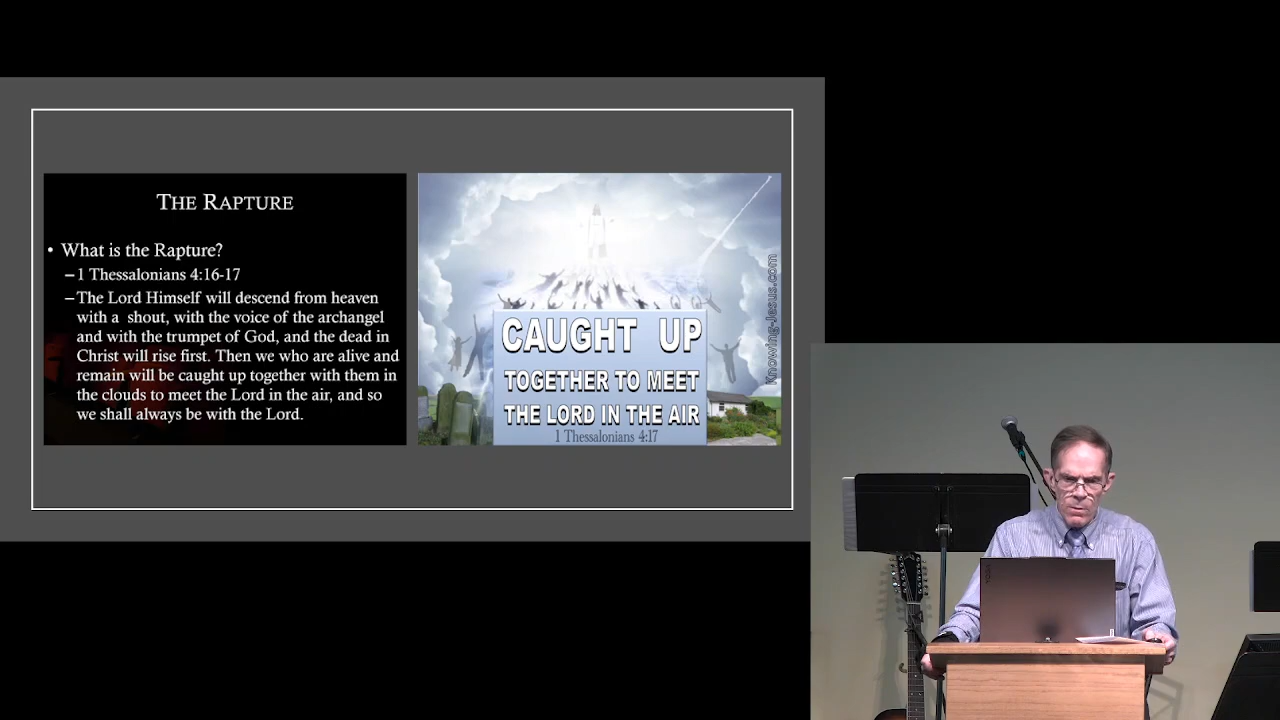 THE RAPTURE
• What is the Rapture?
–1 Thessalonians 4:16-17
–The Lord Himself will descend from heaven
with a shout, with the voice of the archangel
and with the trumpet of God, and the dead in
Christ will rise first. Then we who are alive and
remain will be caught up together with them in
the clouds to meet the Lord in the air, and so
we shall always be with the Lord.
CAUGHT UP
TOGETHER TO MEET
THE LORD IN THE AIR
1 Thessalonians 4:17
Knowing-Jesus.com
YOGA